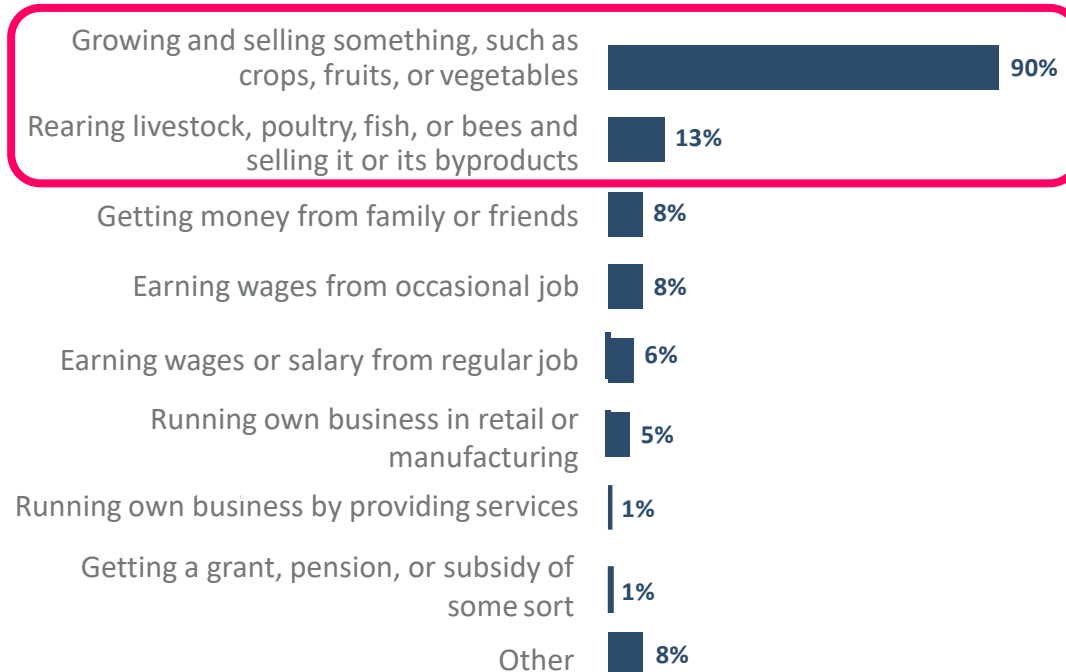 Growing and selling something, such as
crops, fruits, or vegetables
90%
Rearing livestock, poultry, fish, or bees and
selling it or its byproducts
13%
Getting money from family or friends
8%
Earning wages from occasional job
8%
Earning wages or salary from regular job
6%
Running own business in retail or
manufacturing
5%
Running own business by providing services
1%
Getting a grant, pension, or subsidy of
some sort
1%
Other
8%